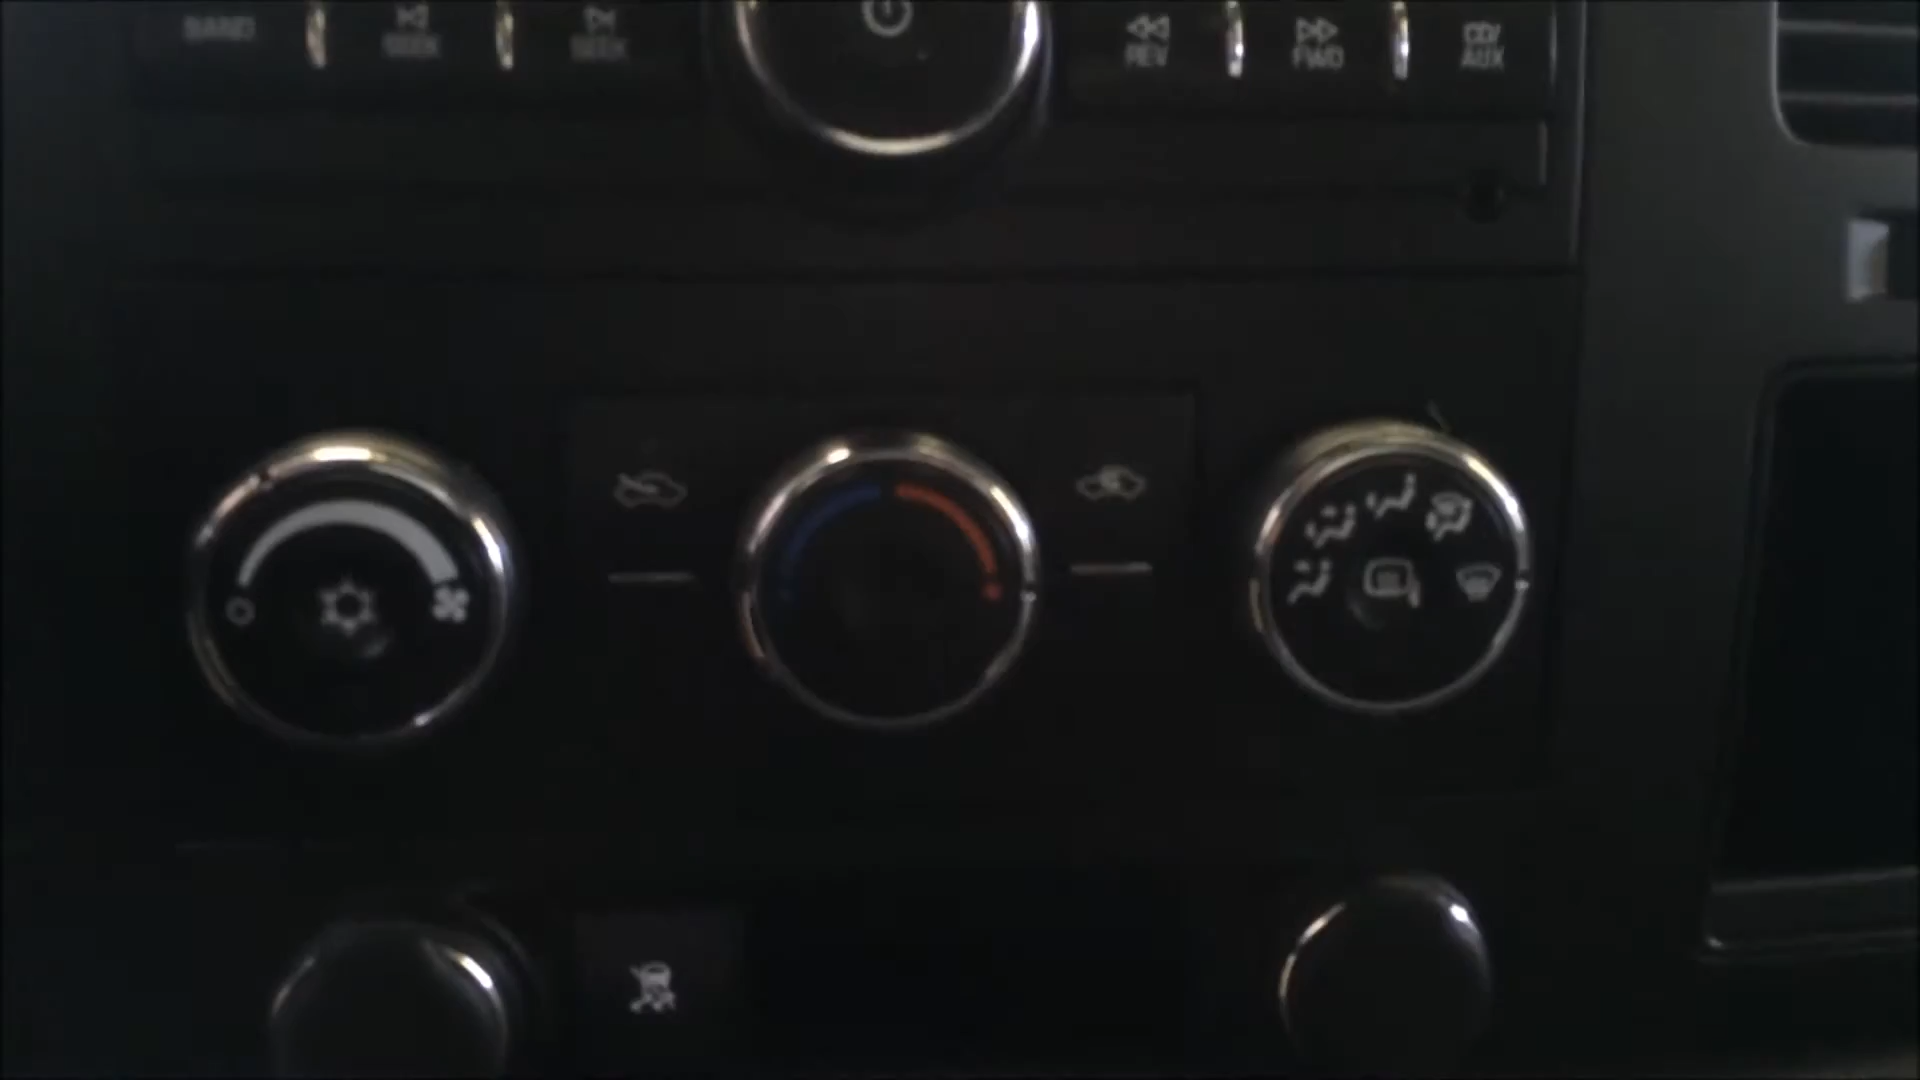 BAND
SEEK
SEEK
REV
FWD
CD/
AUX